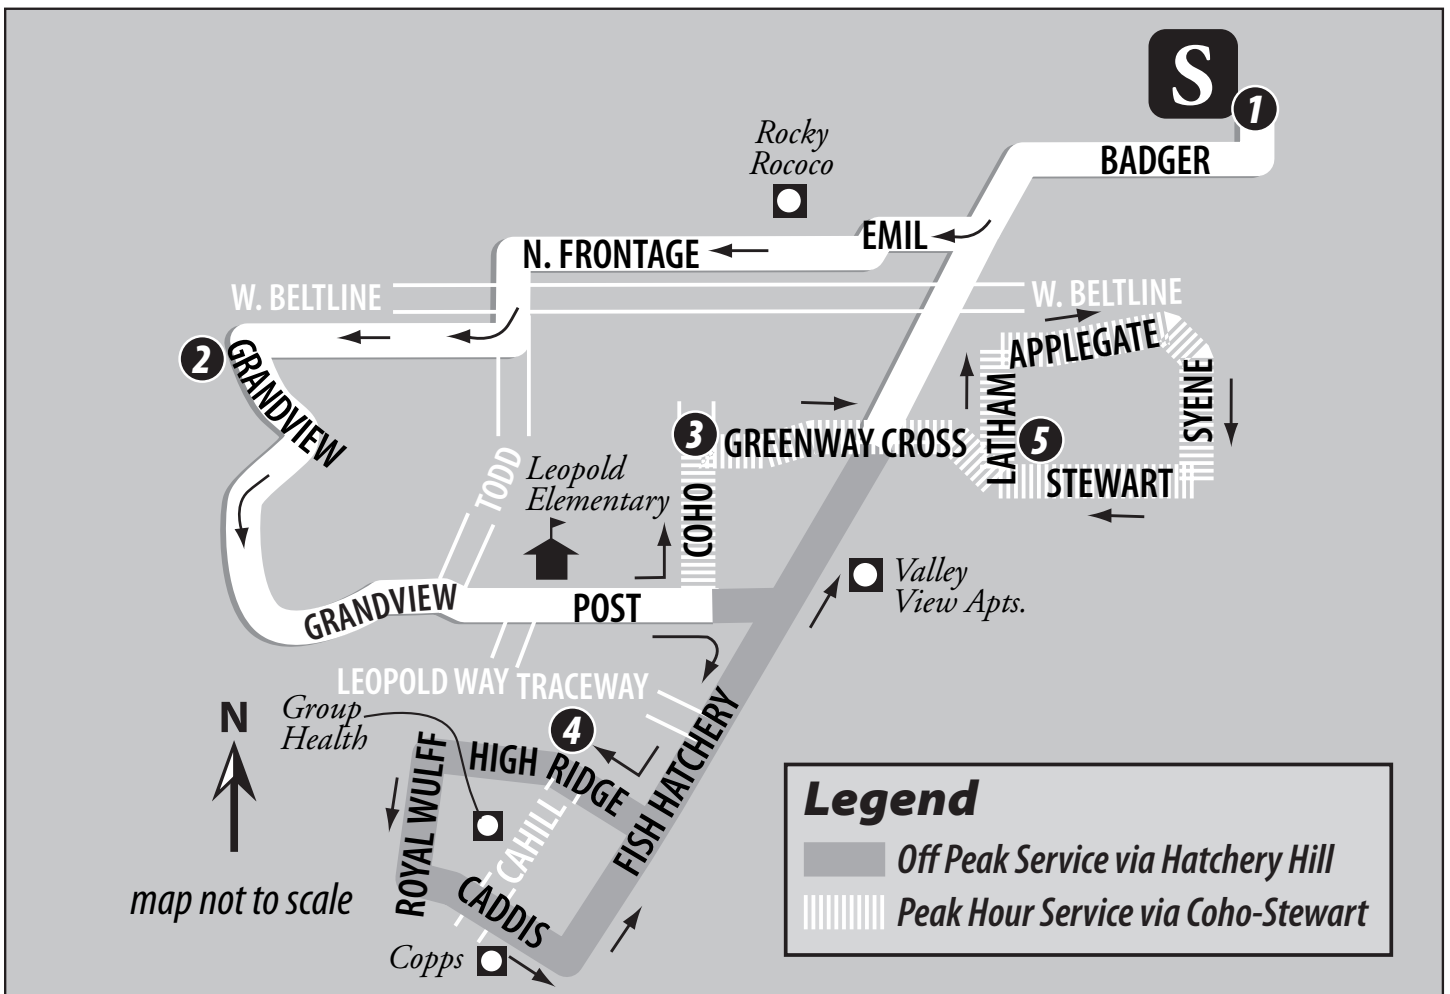 S
1
BADGER
Rocky
Rococo
EMIL
N. FRONTAGE
W. BELTLINE
W. BELTLINE
APPLEGATE
2
GRANDVIEW
LATHAM
SYENE
3
GREENWAY CROSS
5
STEWART
TODD
Leopold
Elementary
COHO
Valley
View Apts.
GRANDVIEW
POST
LEOPOLD WAY
TRACEWAY
N
Group
Health
4
HIGH RIDGE
FISH HATCHERY
ROYAL WULFF
CAHILL
CADDIS
Copps
map not to scale
Legend
Off Peak Service via Hatchery Hill
Peak Hour Service via Coho-Stewart